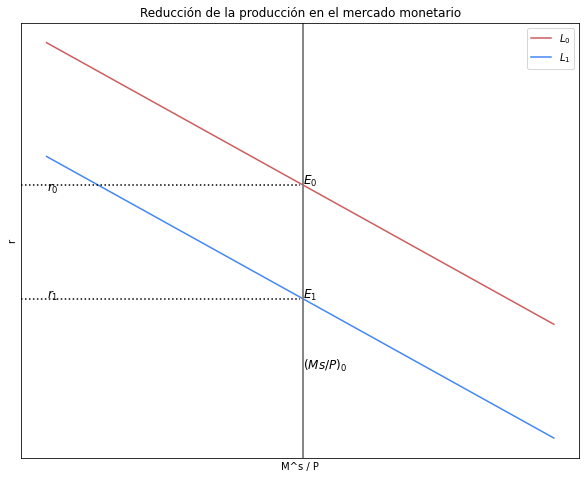 Reducción de la producción en el mercado monetario
L₀
L₁
E₀
r₀
r
E₁
r₁
(Ms/P)₀
M^s / P